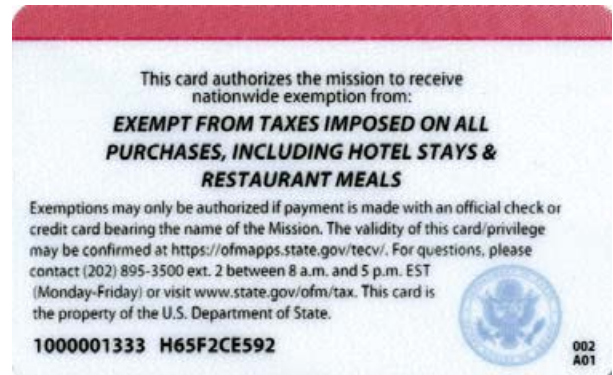 This card authorizes the mission to receive
nationwide exemption from:
EXEMPT FROM TAXES IMPOSED ON ALL
PURCHASES, INCLUDING HOTEL STAYS &
RESTAURANT MEALS
Exemptions may only be authorized if payment is made with an official check or
credit card bearing the name of the Mission. The validity of this card/privilege
may be confirmed at https://ofmapps.state.gov/tecv/. For questions, please
contact (202) 895-3500 ext. 2 between 8 a.m. and 5 p.m. EST
(Monday-Friday) or visit www.state.gov/ofm/tax. This card is
the property of the U.S. Department of State.
1000001333 H65F2CE592
002
A01